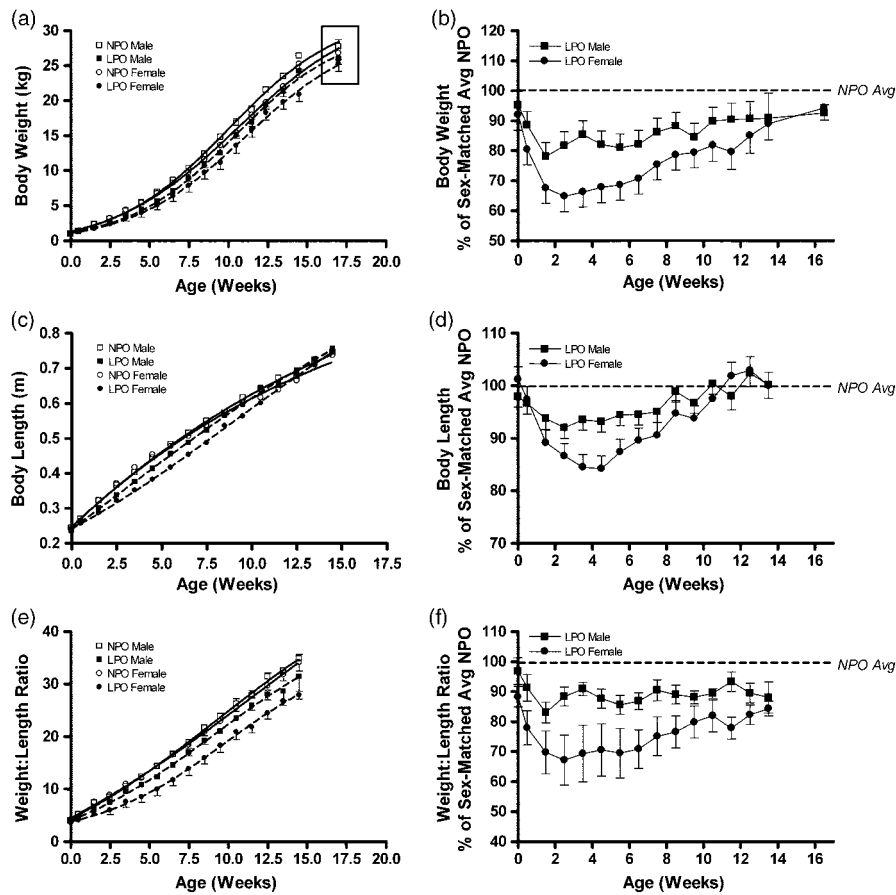 (a)
NPO Male
LPO Male
NPO Female
LPO Female
Body Weight (kg)
30
25
20
15
10
5
0
0.0 2.5 5.0 7.5 10.0 12.5 15.0 17.5 20.0
Age (Weeks)
(b)
LPO Male
LPO Female
Body Weight
% of Sex-Matched Avg NPO
120
110
100
90
80
70
60
50
NPO Avg
0 2 4 6 8 10 12 14 16
Age (Weeks)
(c)
NPO Male
LPO Male
NPO Female
LPO Female
Body Length (m)
0.8
0.7
0.6
0.5
0.4
0.3
0.2
0.0 2.5 5.0 7.5 10.0 12.5 15.0 17.5
Age (Weeks)
(d)
LPO Male
LPO Female
Body Length
% of Sex-Matched Avg NPO
110
100
90
80
70
NPO Avg
0 2 4 6 8 10 12 14 16
Age (Weeks)
(e)
NPO Male
LPO Male
NPO Female
LPO Female
Weight:Length Ratio
40
30
20
10
0
0.0 2.5 5.0 7.5 10.0 12.5 15.0 17.5
Age (Weeks)
(f)
LPO Male
LPO Female
Weight:Length Ratio
% of Sex-Matched Avg NPO
110
100
90
80
70
60
50
40
NPO Avg
0 2 4 6 8 10 12 14 16
Age (Weeks)